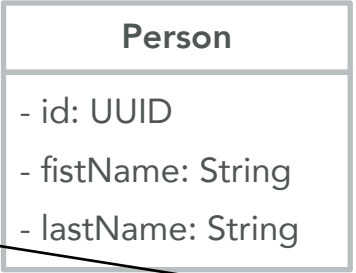 Person
- id: UUID
- fistName: String
- lastName: String